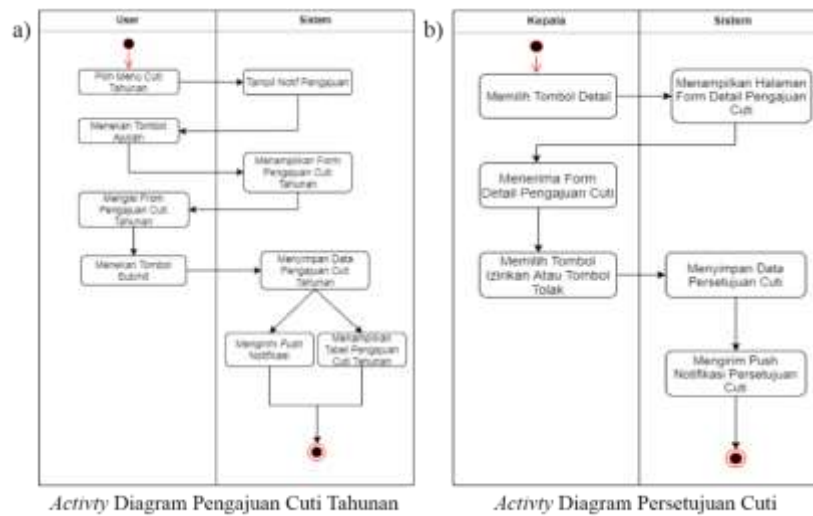 a)
User
Sistem
Pilih Menu Cuti
Tahunan
Tampil Notif Pengajuan
Menekan Tombol
Ajukan
Menampilkan Form
Pengajuan Cuti
Tahunan
Mengisi From
Pengajuan Cuti
Tahunan
Menekan Tombol
Submit
Menyimpan Data
Pengajuan Cuti
Tahunan
Mengirim Push
Notifikasi
Menampilkan
Tabel Pengajuan
Cuti Tahunan
Activty Diagram Pengajuan Cuti Tahunan
b)
Kepala
Sistem
Memilih Tombol Detail
Menampilkan Halaman
Form Detail Pengajuan
Cuti
Menerima Form
Detail Pengajuan Cuti
Memilih Tombol
Izinkan Atau Tombol
Tolak
Menyimpan Data
Persetujuan Cuti
Mengirim Push
Notifikasi Persetujuan
Cuti
Activty Diagram Persetujuan Cuti